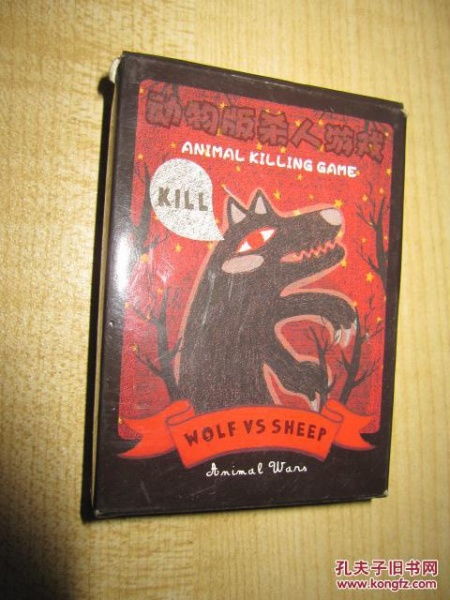 动物版杀人游戏
ANIMAL KILLING GAME
KILL
WOLF VS SHEEP
Animal Wars
孔夫子旧书网
www.kongfz.com